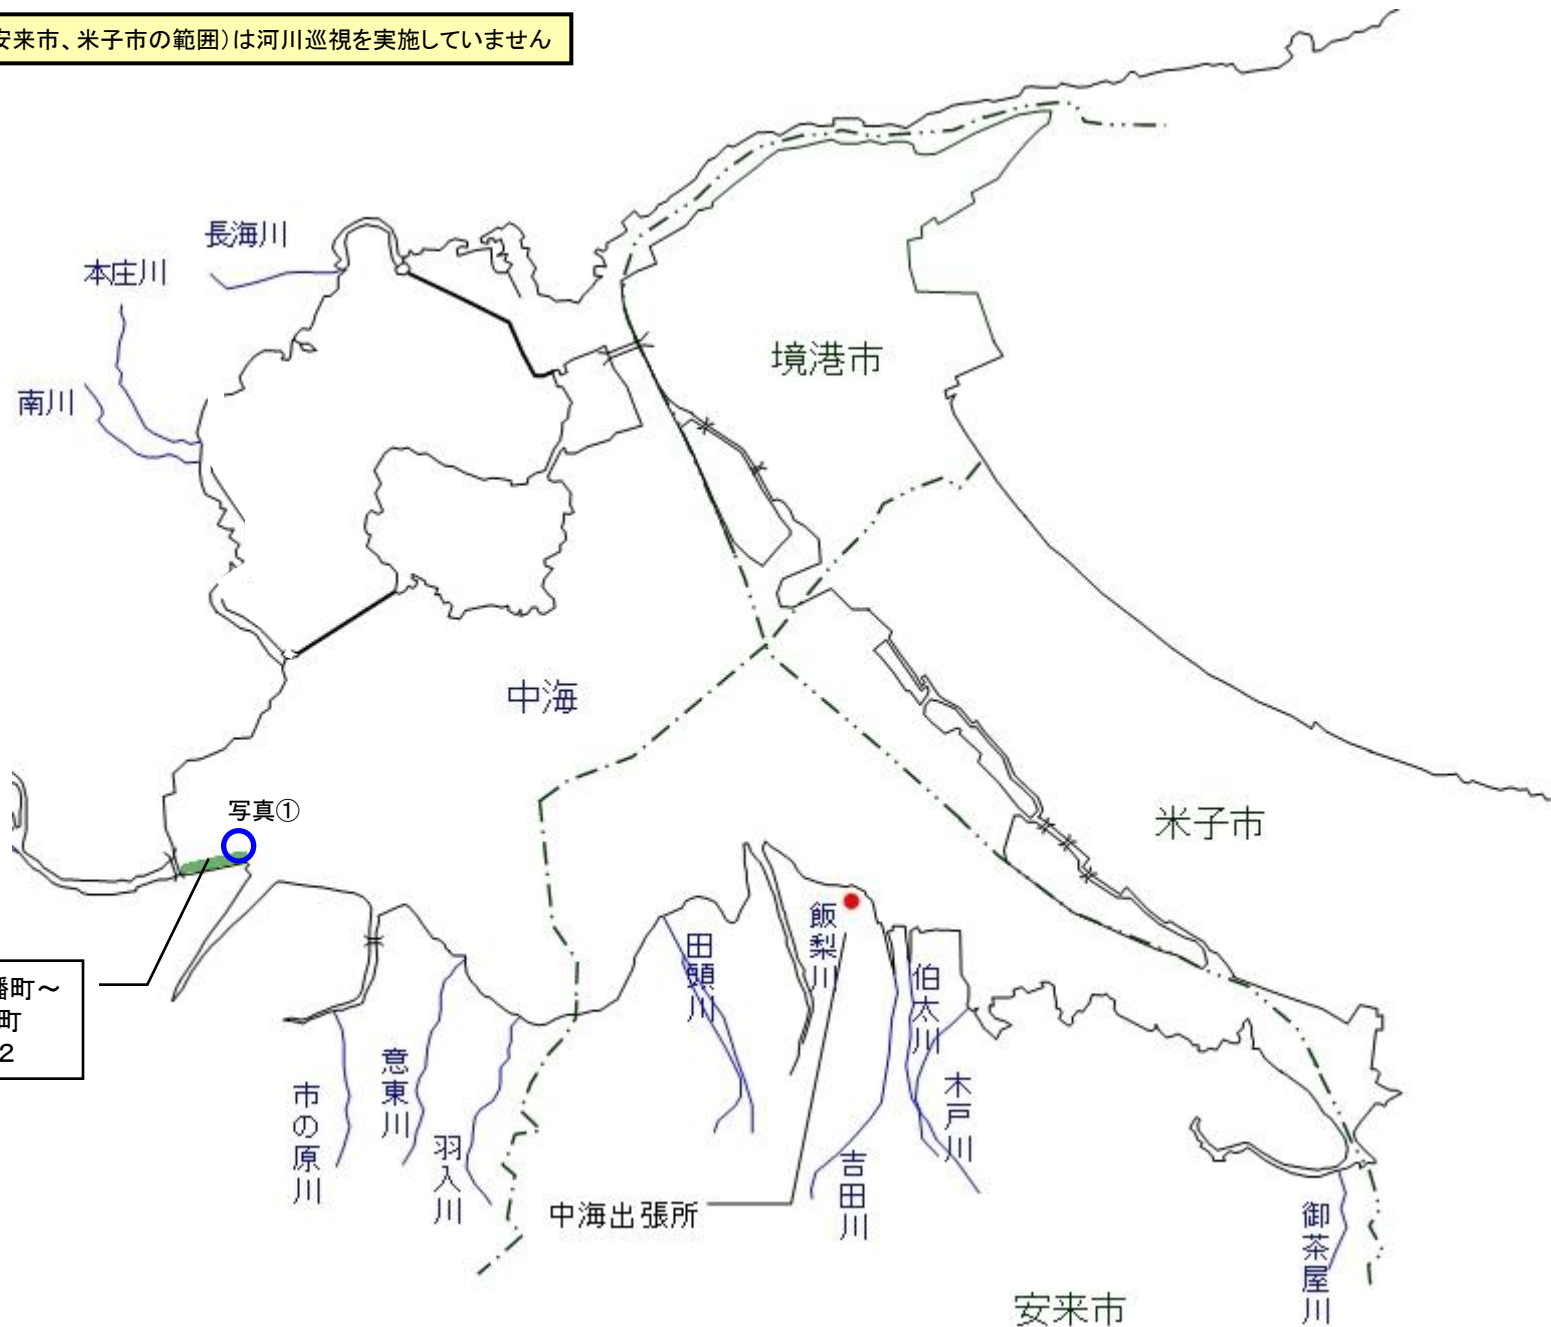 安来市、米子市の範囲）は河川巡視を実施していません
長海川
本庄川
境港市
南川
中海
写真①
米子市
飯梨川
田頭川
伯太川
幡町～
町
2
意東川
木戸川
市の原川
羽入川
吉田川
中海出張所
御茶屋川
安来市